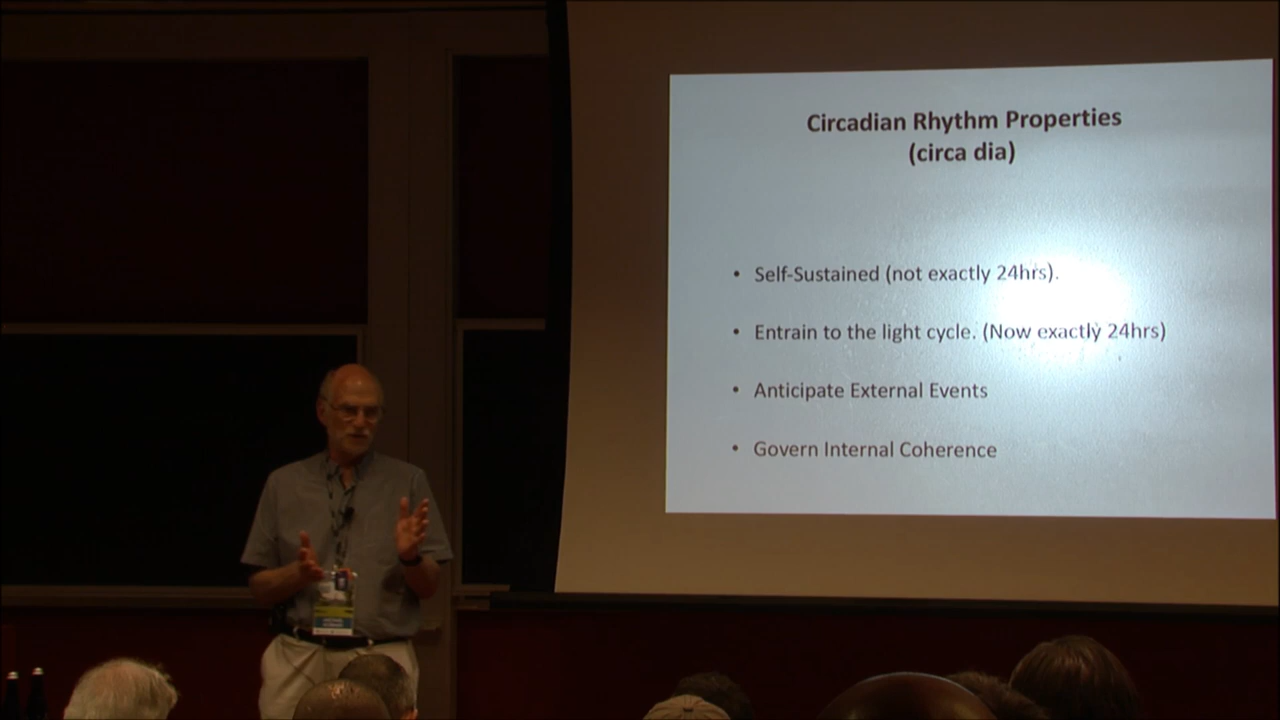 Circadian Rhythm Properties
(circa dia)
• Self-Sustained (not exactly 24hrs).
• Entrain to the light cycle. (Now exactly 24hrs)
• Anticipate External Events
• Govern Internal Coherence